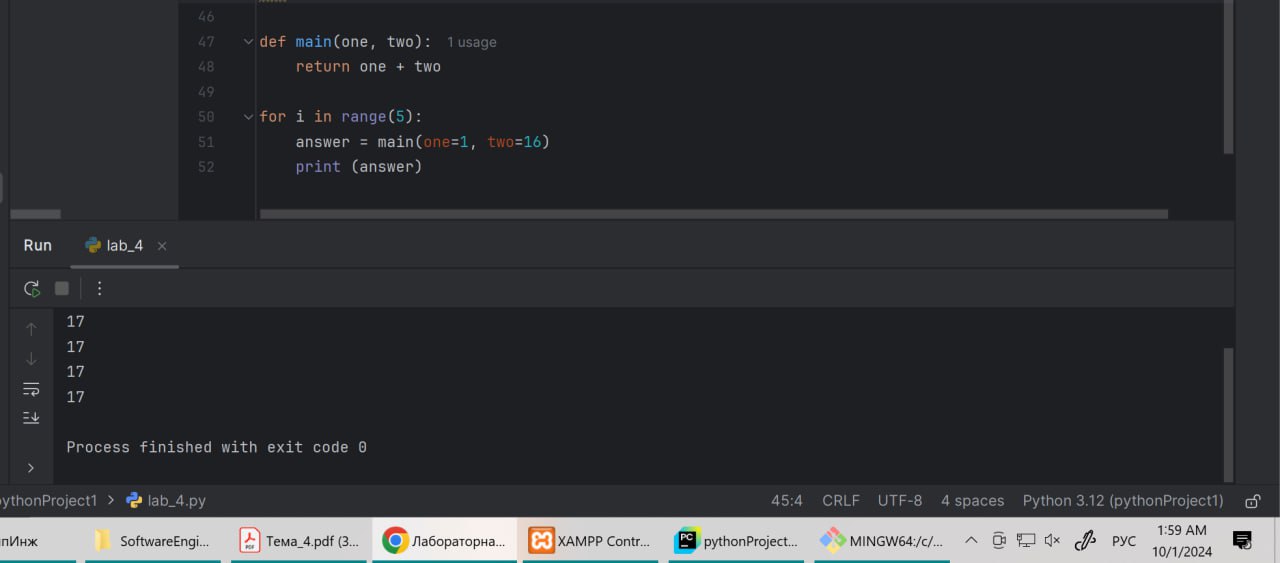 46
47 def main(one, two): 1 usage
48 return one + two
49
50 for i in range(5):
51 answer = main(one=1, two=16)
52 print (answer)
Run lab_4
17
17
17
17
Process finished with exit code 0
ythonProject1 > lab_4.py 45:4 CRLF UTF-8 4 spaces Python 3.12 (pythonProject1)
пИнж SoftwareEngi... Тема_4.pdf (3... Лабораторна... XAMPP Contr... pythonProject... MINGW64:/c/... РУС 1:59 AM
10/1/2024